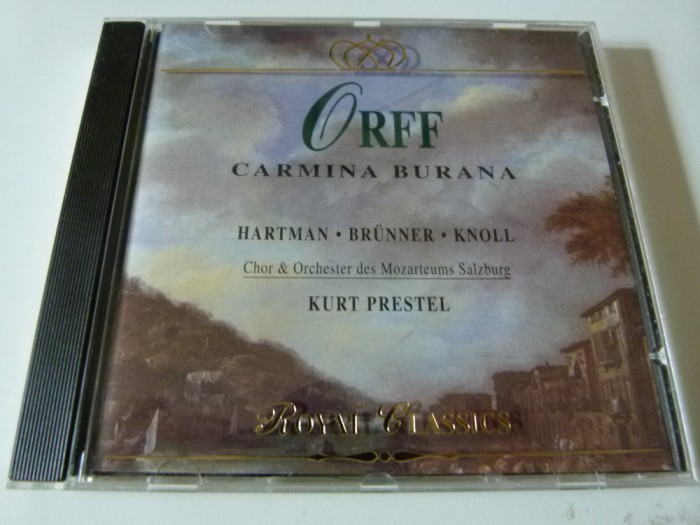 ORFF
CARMINA BURANA
HARTMAN · BRÜNNER · KNOLL
Chor & Orchester des Mozarteums Salzburg
KURT PRESTEL
ROYAL CLASSICS